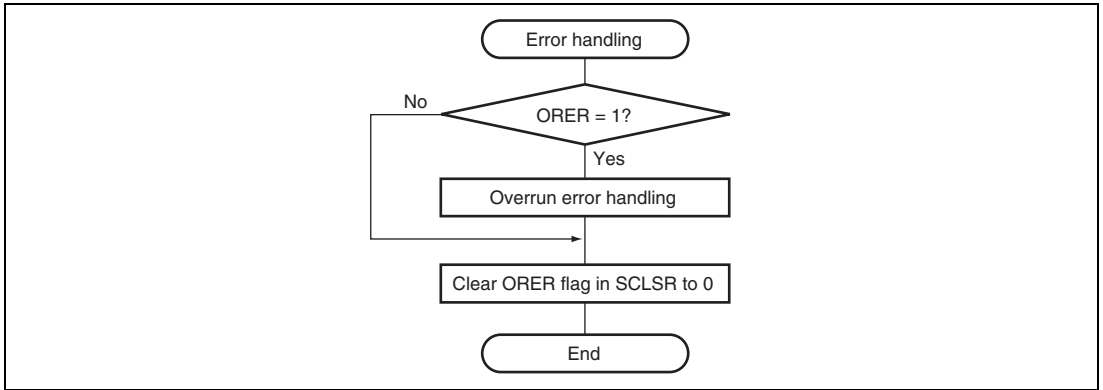 Error handling
No
ORER = 1?
Yes
Overrun error handling
Clear ORER flag in SCLSR to 0
End